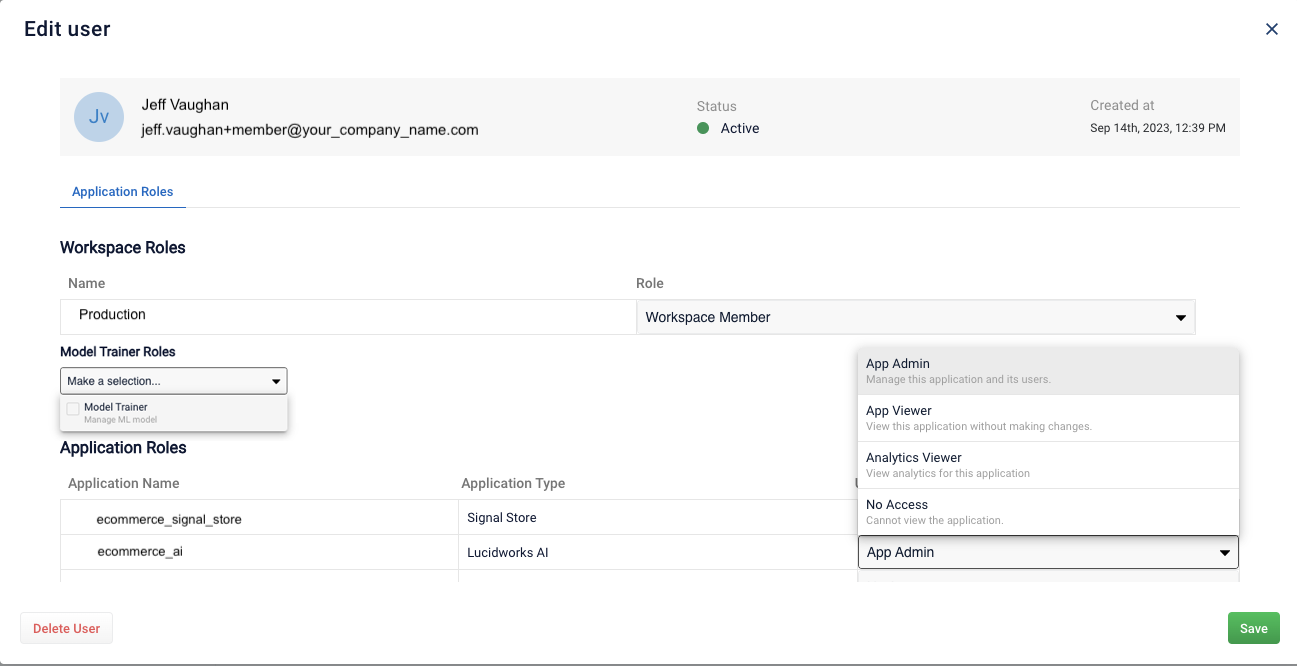 Edit user
Jv
Jeff Vaughan
jeff.vaughan+member@your_company_name.com
Status
Active
Created at
Sep 14th, 2023, 12:39 PM
Application Roles
Workspace Roles
Name Role
Production Workspace Member
Model Trainer Roles
Make a selection...
Model Trainer
Manage ML model
App Admin
Manage this application and its users.
App Viewer
View this application without making changes.
Analytics Viewer
View analytics for this application
No Access
Cannot view the application.
Application Roles
Application Name Application Type
ecommerce_signal_store Signal Store
ecommerce_ai Lucidworks AI App Admin
Delete User Save